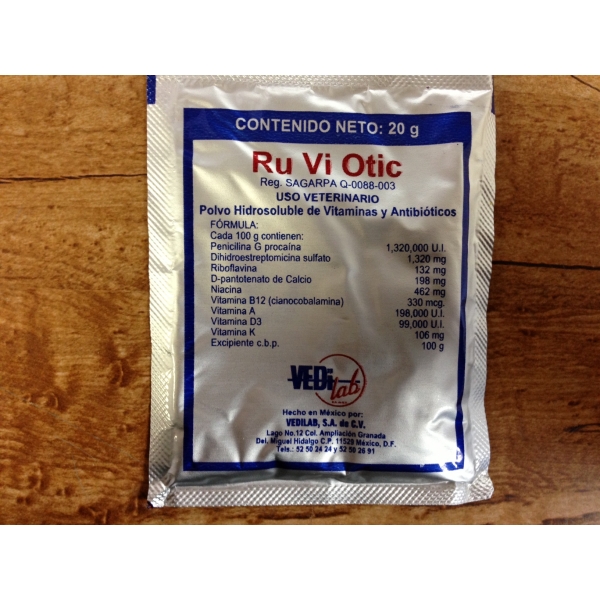 CONTENIDO NETO: 20 g
Ru Vi Otic
Reg. SAGARPA Q-0088-003
USO VETERINARIO
Polvo Hidrosoluble de Vitaminas y Antibióticos
FÓRMULA:
Cada 100 g contienen:
Penicilina G procaína 1,320,000 U.I.
Dihidroestreptomicina sulfato 1,320 mg
Riboflavina 132 mg
D-pantotenato de Calcio 198 mg
Niacina 462 mg
Vitamina B12 (cianocobalamina) 330 mcg.
Vitamina A 198,000 U.I.
Vitamina D3 99,000 U.I.
Vitamina K 106 mg
Excipiente c.b.p. 100 g
VEDi lab
Hecho en México por:
VEDILAB, S.A. de C.V.
Lago No.12 Col. Ampliación Granada
Del. Miguel Hidalgo C.P. 11529 México, D.F.
Tels.: 52 50 24 24 y 52 50 26 91